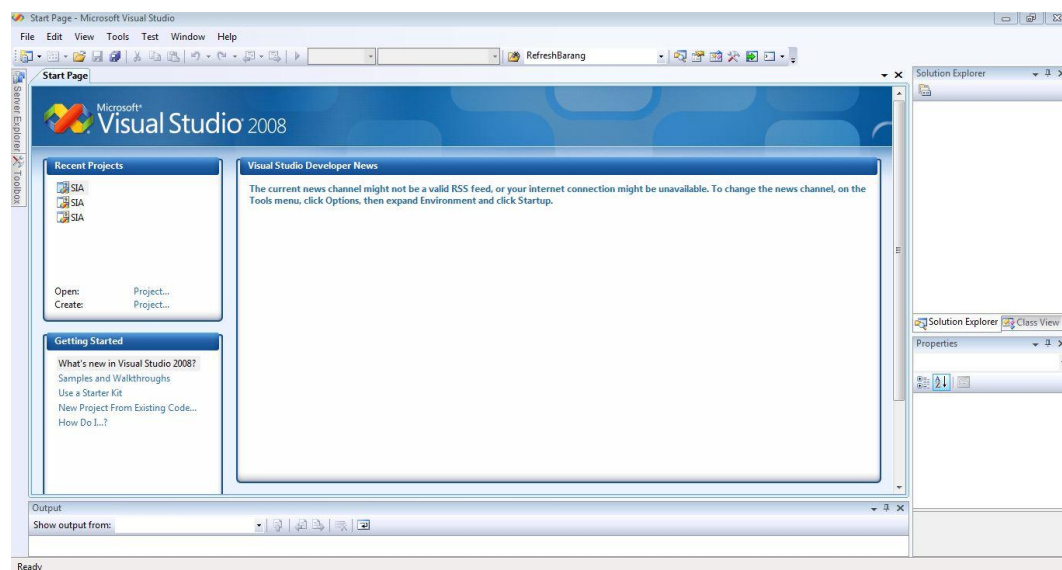 Start Page - Microsoft Visual Studio
File Edit View Tools Test Window Help
RefreshBarang
Server Explorer
Toolbox
Start Page
Microsoft®
Visual Studio® 2008
Recent Projects
SIA
SIA
SIA
Open: Project...
Create: Project...
Getting Started
What's new in Visual Studio 2008?
Samples and Walkthroughs
Use a Starter Kit
New Project From Existing Code...
How Do I...?
Visual Studio Developer News
The current news channel might not be a valid RSS feed, or your internet connection might be unavailable. To change the news channel, on the
Tools menu, click Options, then expand Environment and click Startup.
Solution Explorer
Solution Explorer Class View
Properties
Output
Show output from:
Ready